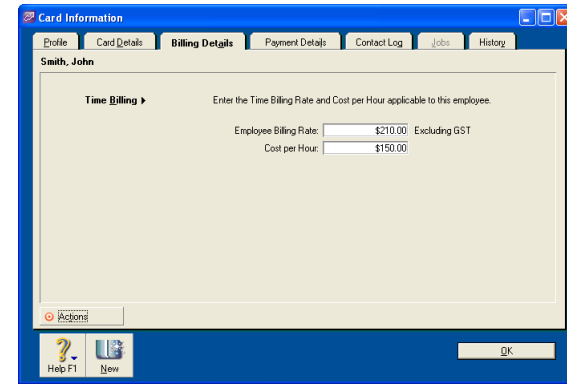 Card Information
Profile Card Details Billing Details Payment Details Contact Log Jobs History
Smith, John
Time Billing Enter the Time Billing Rate and Cost per Hour applicable to this employee.
Employee Billing Rate: $210.00 Excluding GST
Cost per Hour: $150.00
Actions
Help F1 New
OK